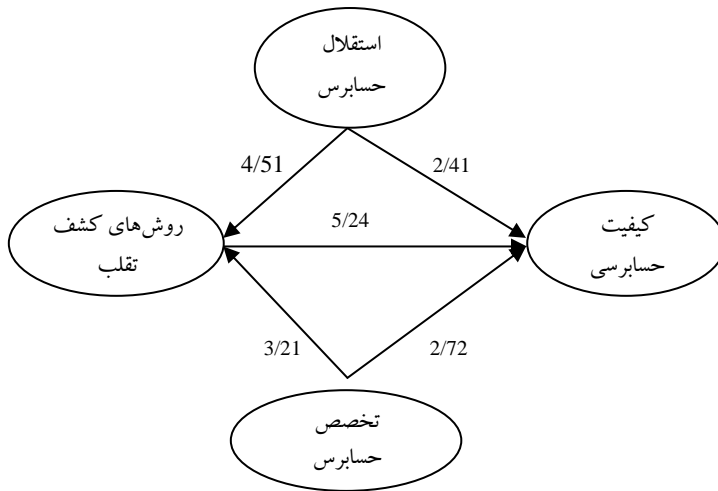 استقلال
حسابرس
4/51
2/41
روش‌های کشف
تقلب
5/24
کیفیت
حسابرسی
3/21
2/72
تخصص
حسابرس